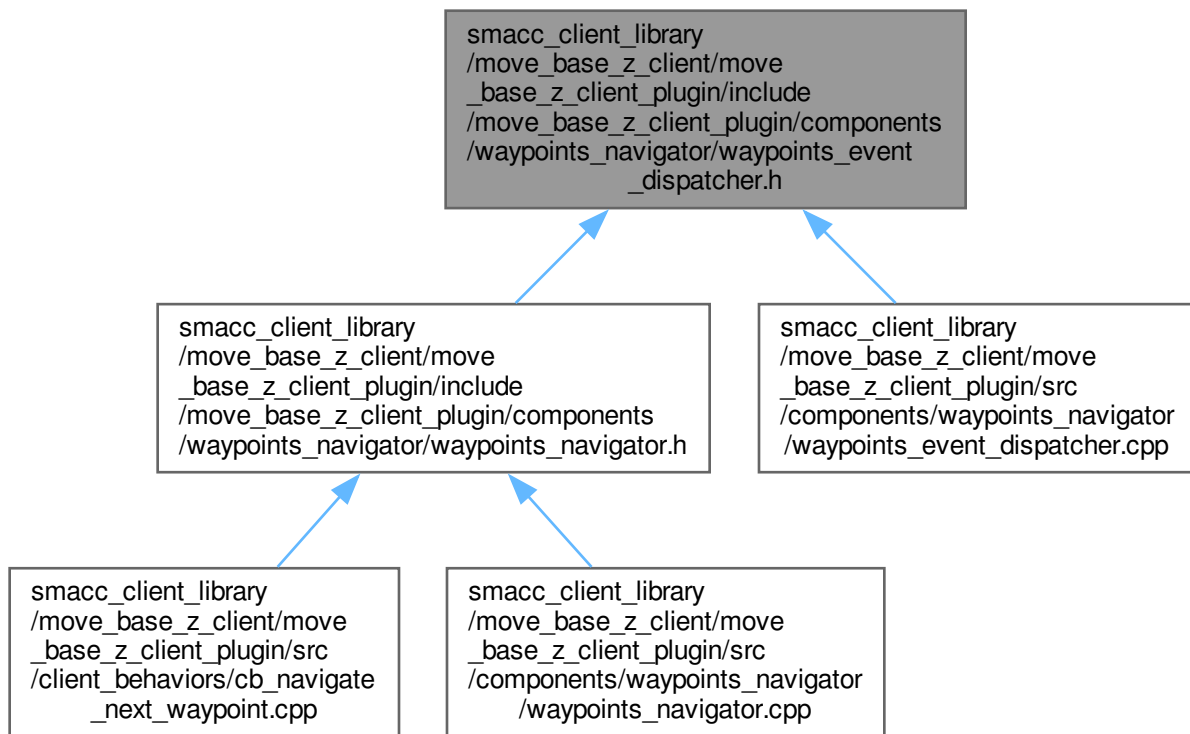 smacc_client_library
/move_base_z_client/move
_base_z_client_plugin/include
/move_base_z_client_plugin/components
/waypoints_navigator/waypoints_event
_dispatcher.h
smacc_client_library
/move_base_z_client/move
_base_z_client_plugin/include
/move_base_z_client_plugin/components
/waypoints_navigator/waypoints_navigator.h
smacc_client_library
/move_base_z_client/move
_base_z_client_plugin/src
/components/waypoints_navigator
/waypoints_event_dispatcher.cpp
smacc_client_library
/move_base_z_client/move
_base_z_client_plugin/src
/client_behaviors/cb_navigate
_next_waypoint.cpp
smacc_client_library
/move_base_z_client/move
_base_z_client_plugin/src
/components/waypoints_navigator
/waypoints_navigator.cpp